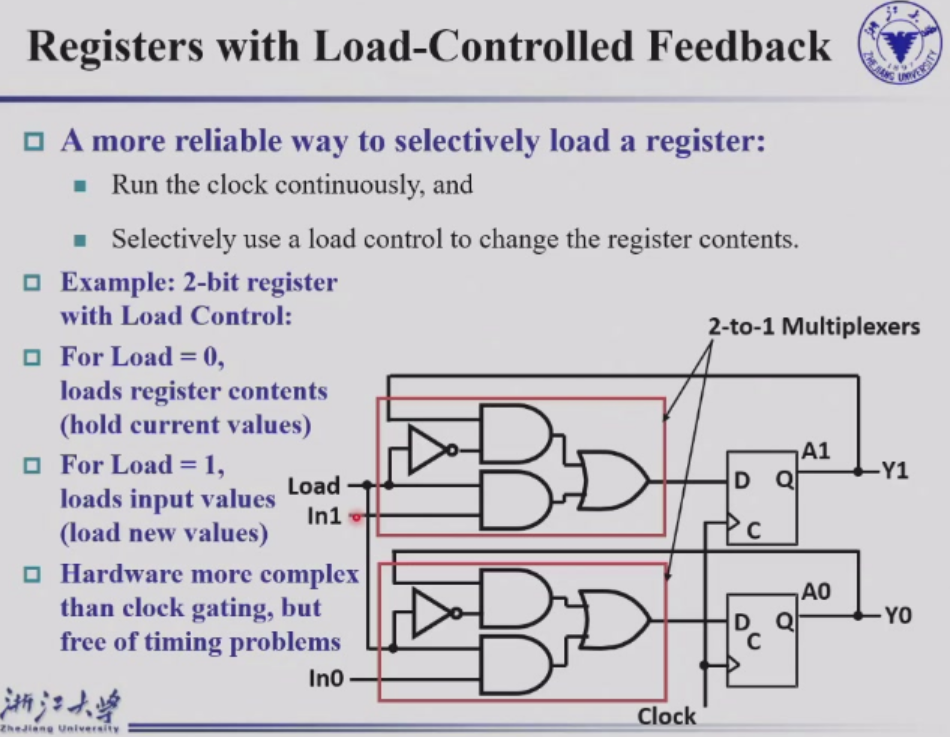 Registers with Load-Controlled Feedback
ZHEJIANG UNIVERSITY
1897
A more reliable way to selectively load a register:
Run the clock continuously, and
Selectively use a load control to change the register contents.
Example: 2-bit register
with Load Control:
For Load = 0,
loads register contents
(hold current values)
For Load = 1,
loads input values
(load new values)
Hardware more complex
than clock gating, but
free of timing problems
2-to-1 Multiplexers
Load
In1
A1
D Q
C
Y1
A0
D Q
C
Y0
In0
Clock
浙江大学
ZheJiang University